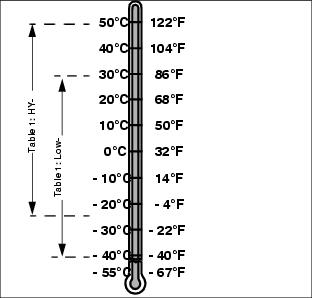 50°C 122°F
40°C 104°F
30°C 86°F
20°C 68°F
10°C 50°F
0°C 32°F
- 10°C 14°F
- 20°C - 4°F
- 30°C - 22°F
- 40°C - 40°F
- 55°C - 67°F
-Table 1: HY-
Table 1: Low-